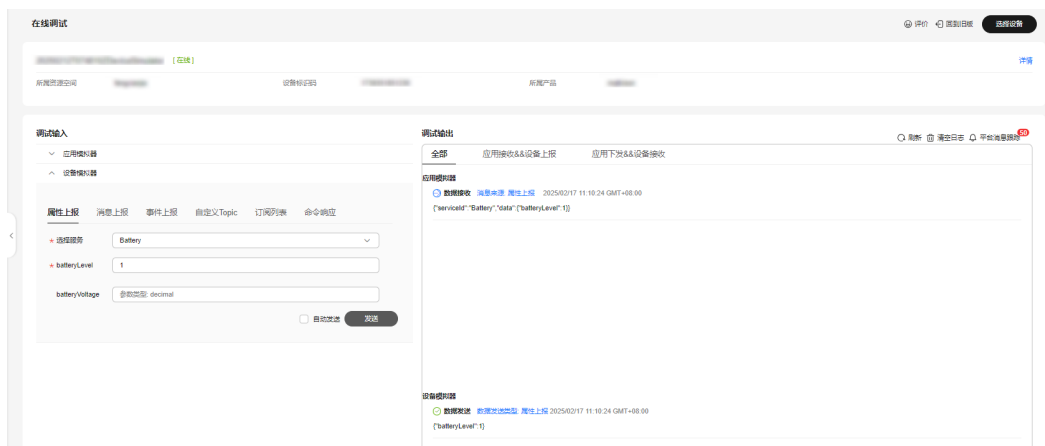 在线调试
评价 回到旧版 选择设备
[在线]
详情
所属资源空间
设备标识码
所属产品
调试输入
应用模拟器
设备模拟器
属性上报 消息上报 事件上报 自定义Topic 订阅列表 命令响应
* 选择服务 Battery
* batteryLevel 1
batteryVoltage 参数类型: decimal
自动发送 发送
调试输出
刷新 清空日志 平台消息跟踪 50
全部 应用接收&&设备上报 应用下发&&设备接收
应用模拟器
数据接收 消息来源: 属性上报 2025/02/17 11:10:24 GMT+08:00
{"serviceId":"Battery","data":{"batteryLevel":1}}
设备模拟器
数据发送 数据发送类型: 属性上报 2025/02/17 11:10:24 GMT+08:00
{"batteryLevel":1}